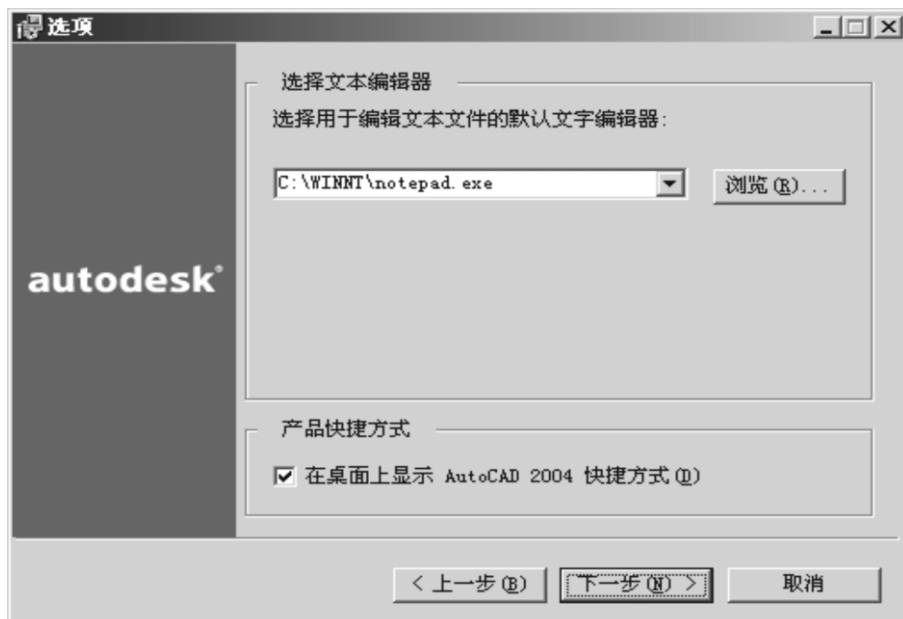 选项
选择文本编辑器
选择用于编辑文本文件的默认文字编辑器:
C:\WINNT\notepad.exe
浏览(R)...
autodesk®
产品快捷方式
在桌面上显示 AutoCAD 2004 快捷方式(D)
< 上一步(B)
下一步(N) >
取消